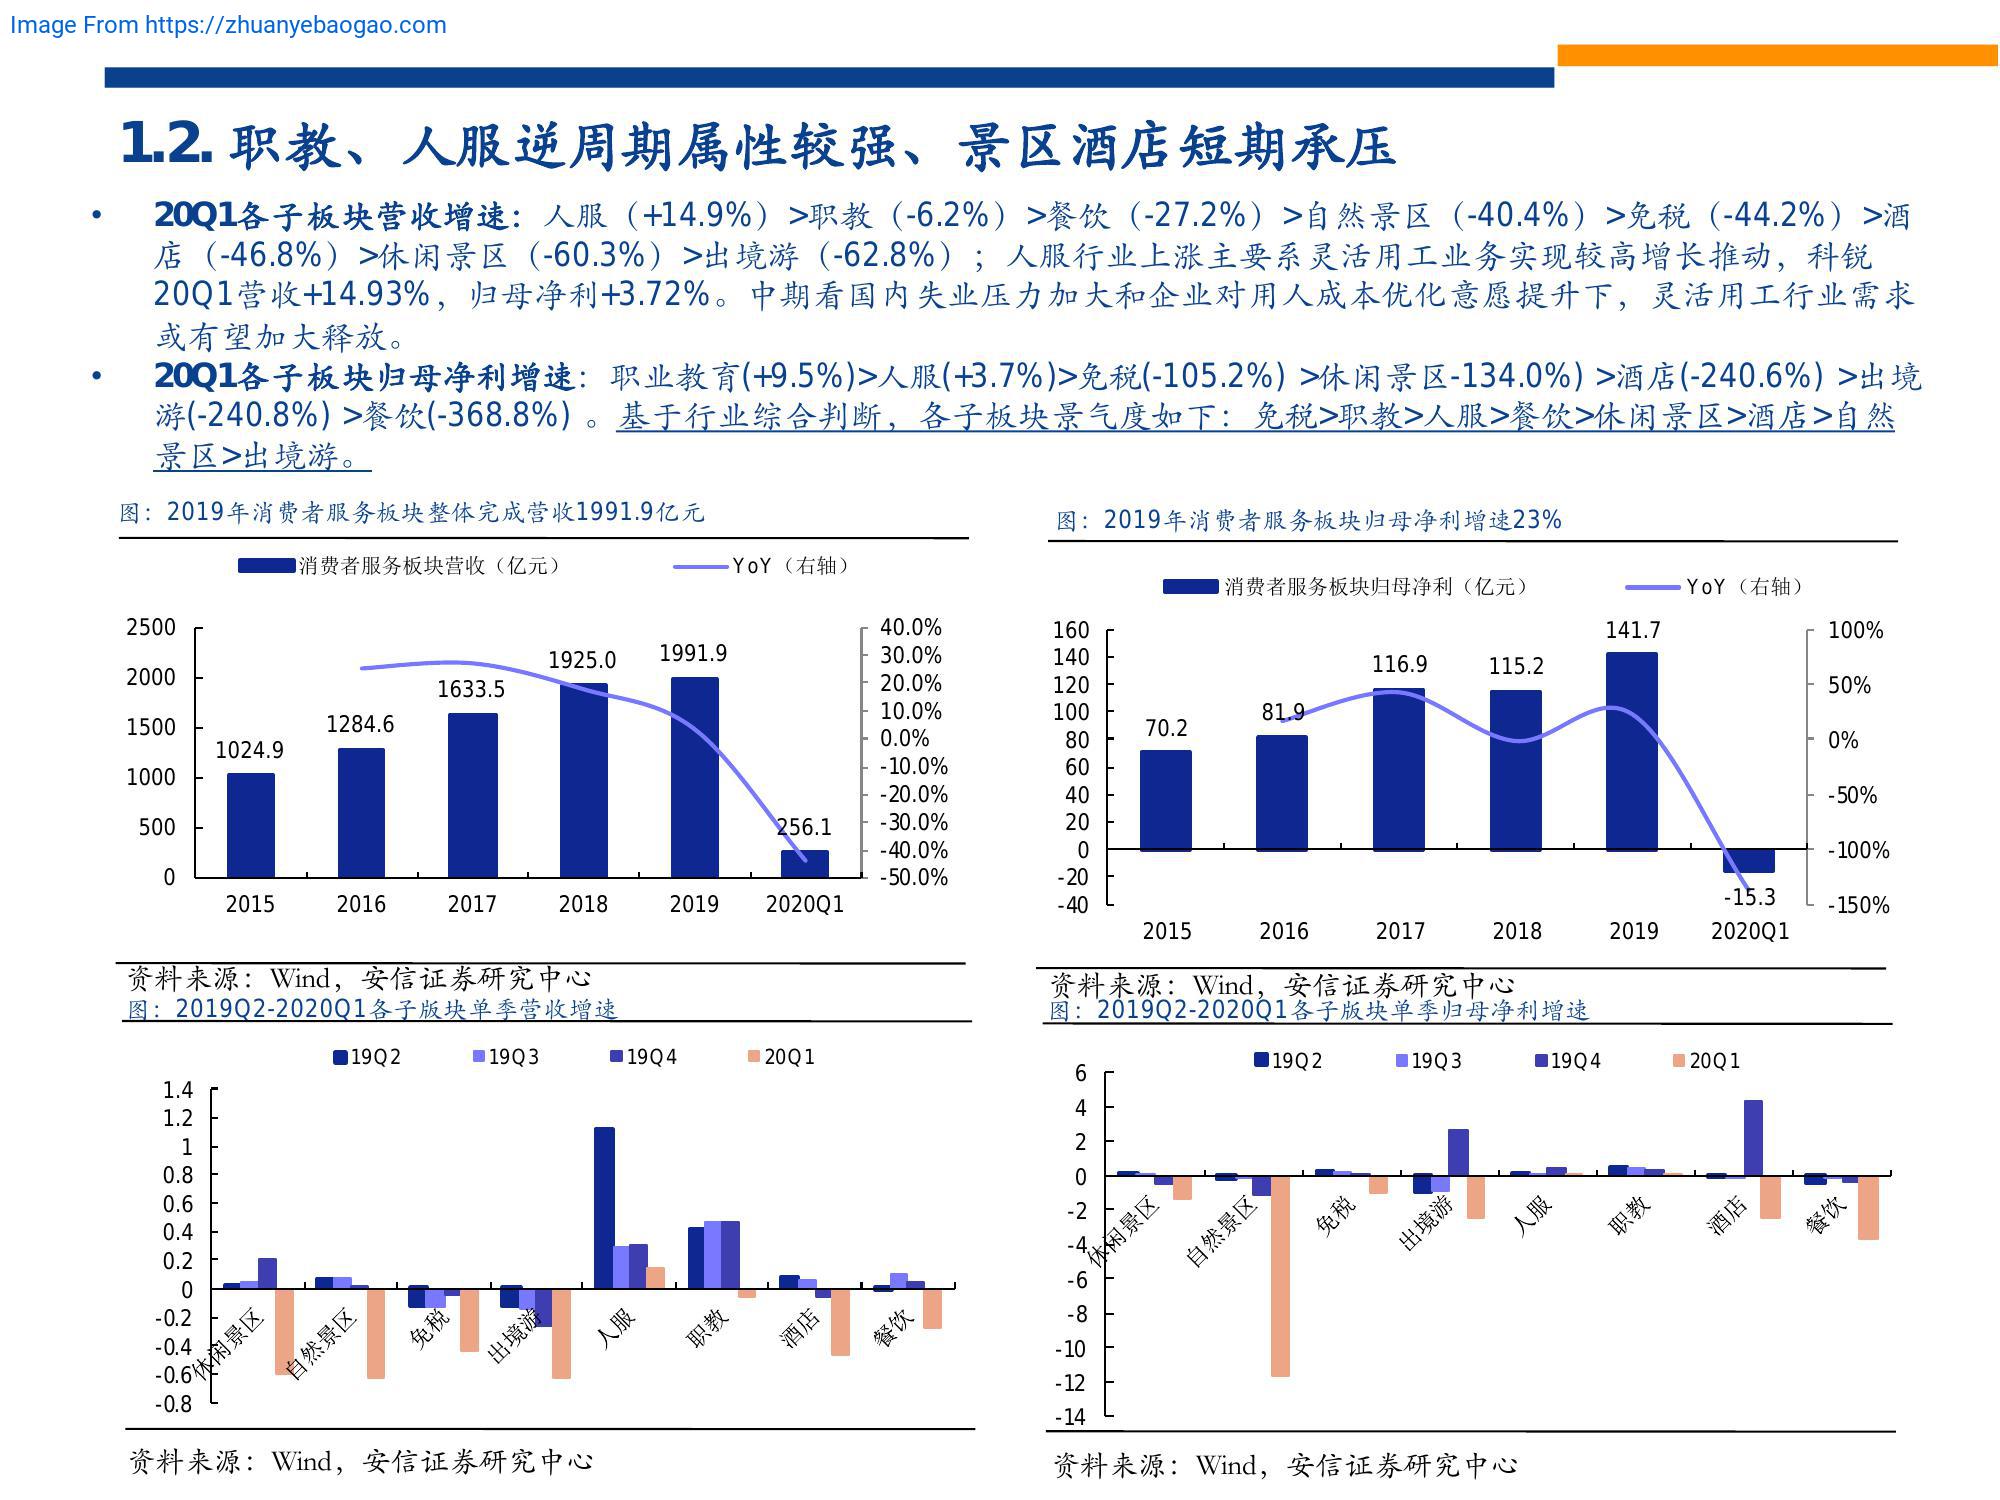 Image From https://zhuanyebaogao.com
1.2. 职教、人服逆周期属性较强、景区酒店短期承压
• 20Q1各子板块营收增速：人服（+14.9%）>职教（-6.2%）>餐饮（-27.2%）>自然景区（-40.4%）>免税（-44.2%）>酒
店（-46.8%）>休闲景区（-60.3%）>出境游（-62.8%）；人服行业上涨主要系灵活用工业务实现较高增长推动，科锐
20Q1营收+14.93%，归母净利+3.72%。中期看国内失业压力加大和企业对用人成本优化意愿提升下，灵活用工行业需求
或有望加大释放。
• 20Q1各子板块归母净利增速：职业教育(+9.5%)>人服(+3.7%)>免税(-105.2%) >休闲景区-134.0%) >酒店(-240.6%) >出境
游(-240.8%) >餐饮(-368.8%) 。基于行业综合判断，各子板块景气度如下：免税>职教>人服>餐饮>休闲景区>酒店>自然
景区>出境游。
图：2019年消费者服务板块整体完成营收1991.9亿元
消费者服务板块营收（亿元）
YoY（右轴）
2500
2000
1500
1000
500
0
1024.9
1284.6
1633.5
1925.0
1991.9
256.1
40.0%
30.0%
20.0%
10.0%
0.0%
-10.0%
-20.0%
-30.0%
-40.0%
-50.0%
2015 2016 2017 2018 2019 2020Q1
资料来源：Wind，安信证券研究中心
图：2019年消费者服务板块归母净利增速23%
消费者服务板块归母净利（亿元）
YoY（右轴）
160
140
120
100
80
60
40
20
0
-20
-40
70.2
81.9
116.9
115.2
141.7
-15.3
100%
50%
0%
-50%
-100%
-150%
2015 2016 2017 2018 2019 2020Q1
资料来源：Wind，安信证券研究中心
图：2019Q2-2020Q1各子版块单季营收增速
19Q2 19Q3 19Q4 20Q1
1.4
1.2
1
0.8
0.6
0.4
0.2
0
-0.2
-0.4
-0.6
-0.8
休闲景区
自然景区
免税
出境游
人服
职教
酒店
餐饮
资料来源：Wind，安信证券研究中心
图：2019Q2-2020Q1各子版块单季归母净利增速
19Q2 19Q3 19Q4 20Q1
6
4
2
0
-2
-4
-6
-8
-10
-12
-14
休闲景区
自然景区
免税
出境游
人服
职教
酒店
餐饮
资料来源：Wind，安信证券研究中心